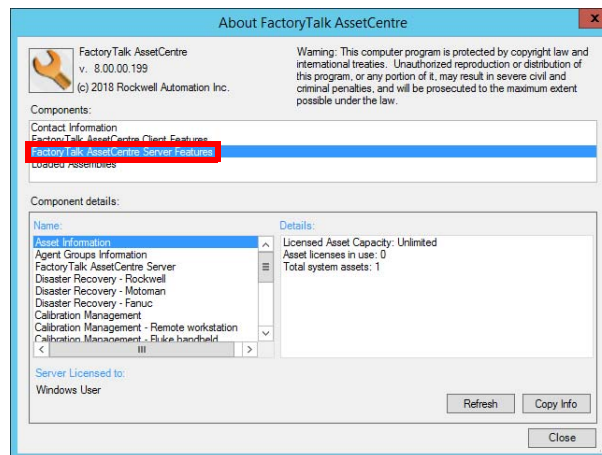 About FactoryTalk AssetCentre
x
FactoryTalk AssetCentre
v. 8.00.00.199
(c) 2018 Rockwell Automation Inc.
Warning: This computer program is protected by copyright law and
international treaties. Unauthorized reproduction or distribution of
this program, or any portion of it, may result in severe civil and
criminal penalties, and will be prosecuted to the maximum extent
possible under the law.
Components:
Contact Information
FactoryTalk AssetCentre Client Features
FactoryTalk AssetCentre Server Features
Loaded Assemblies
Component details:
Name:
Asset Information
Agent Groups Information
FactoryTalk AssetCentre Server
Disaster Recovery - Rockwell
Disaster Recovery - Motoman
Disaster Recovery - Fanuc
Calibration Management
Calibration Management - Remote workstation
Calibration Management - Fluke handheld
Details:
Licensed Asset Capacity: Unlimited
Asset licenses in use: 0
Total system assets: 1
Server Licensed to:
Windows User
Refresh
Copy Info
Close